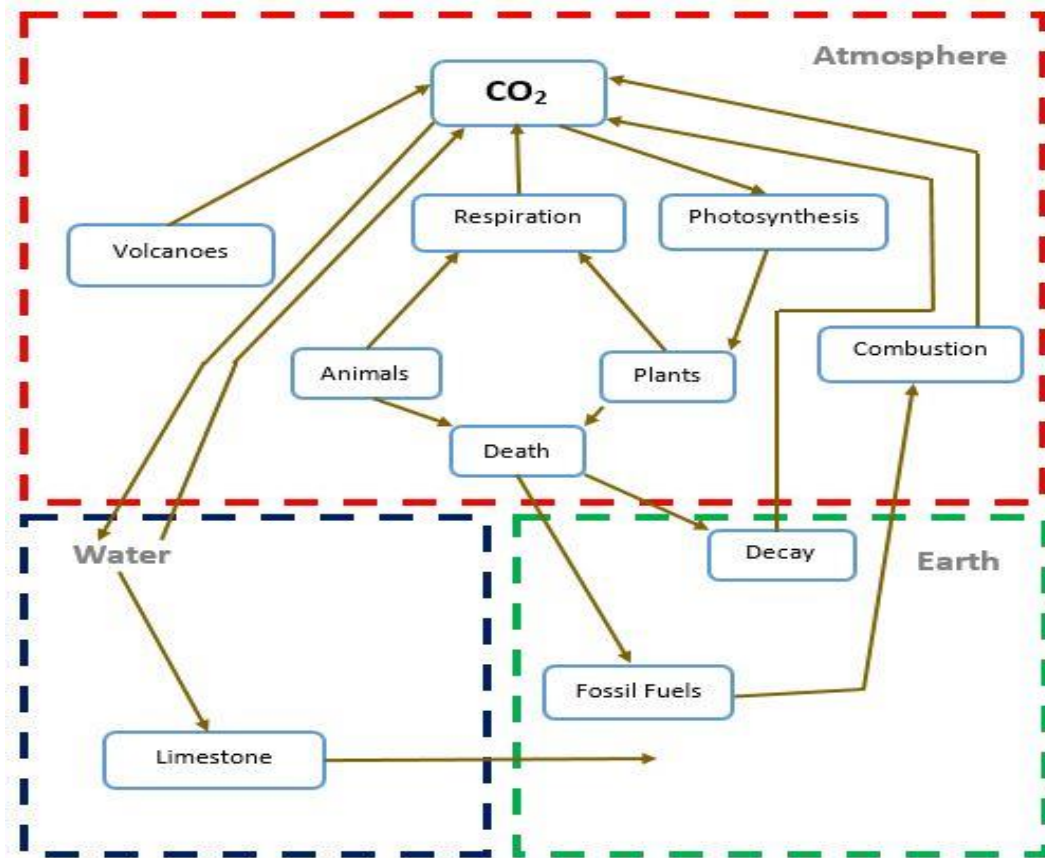 Atmosphere
CO₂
Respiration
Photosynthesis
Volcanoes
Combustion
Animals
Plants
Death
Water
Decay
Earth
Fossil Fuels
Limestone